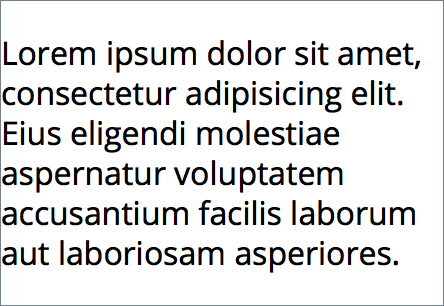 Lorem ipsum dolor sit amet,
consectetur adipisicing elit.
Eius eligendi molestiae
aspernatur voluptatem
accusantium facilis laborum
aut laboriosam asperiores.